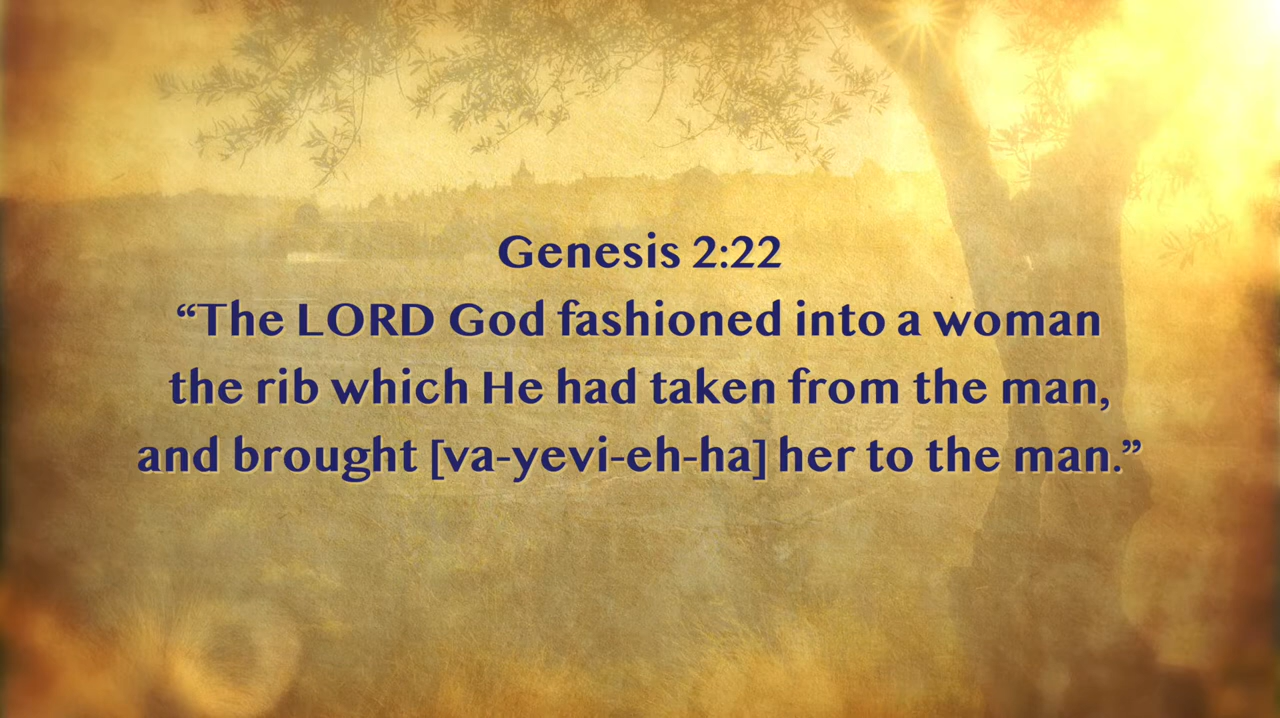 Genesis 2:22
“The LORD God fashioned into a woman
the rib which He had taken from the man,
and brought [va-yevi-eh-ha] her to the man.”